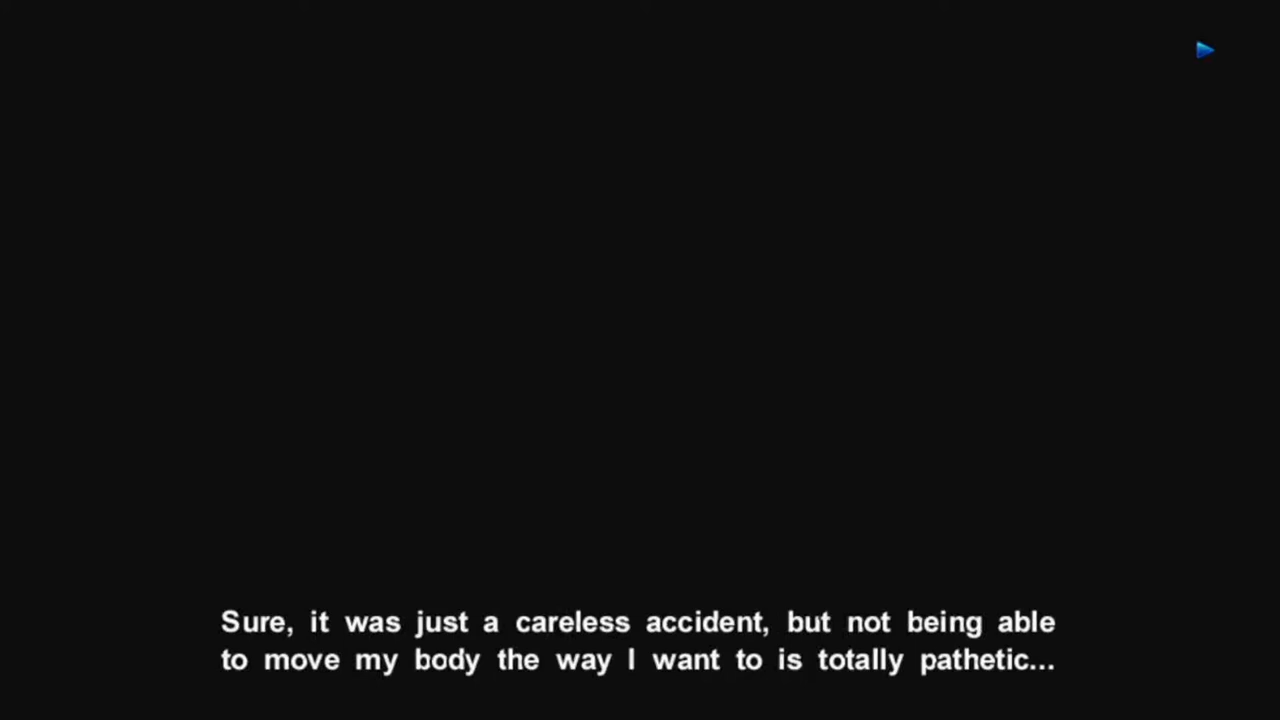 Sure, it was just a careless accident, but not being able
to move my body the way I want to is totally pathetic...